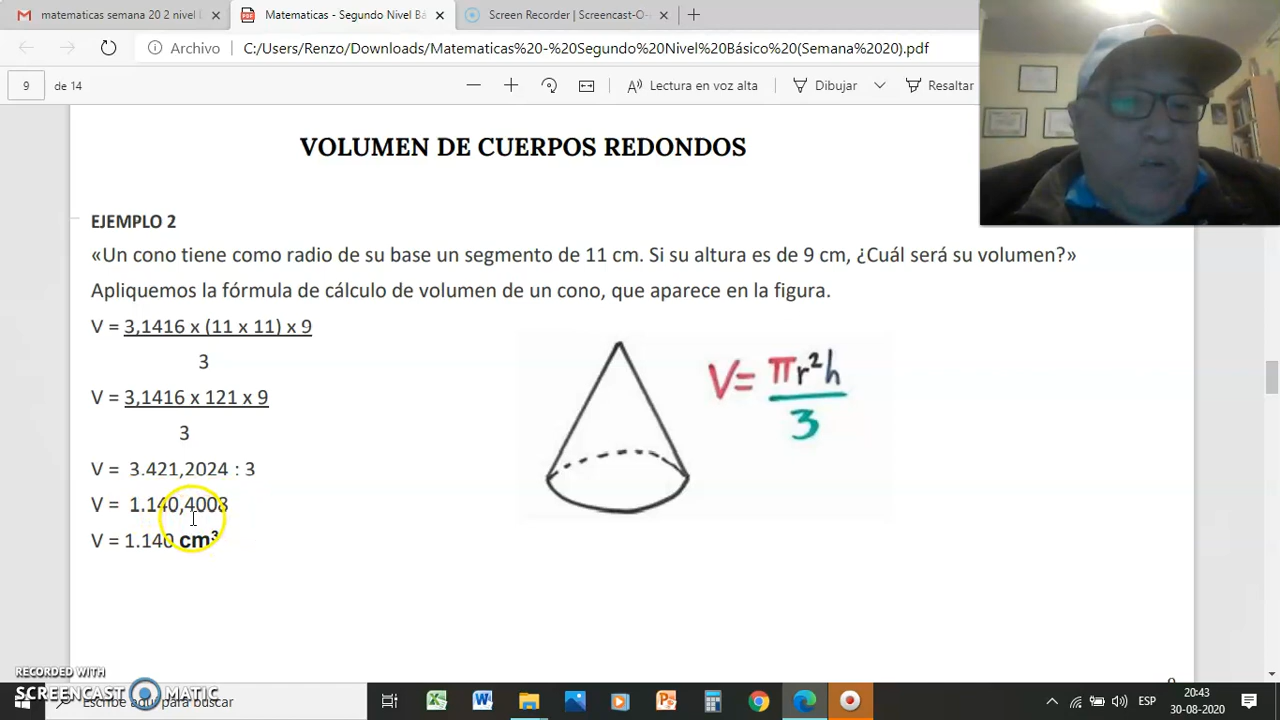 matematicas semana 20 2 nivel
Matematicas - Segundo Nivel Bá
Screen Recorder | Screencast-O-
Archivo
C:/Users/Renzo/Downloads/Matematicas%20-%20Segundo%20Nivel%20Básico%20(Semana%2020).pdf
9 de 14
Lectura en voz alta
Dibujar
Resaltar
VOLUMEN DE CUERPOS REDONDOS
EJEMPLO 2
«Un cono tiene como radio de su base un segmento de 11 cm. Si su altura es de 9 cm, ¿Cuál será su volumen?»
Apliquemos la fórmula de cálculo de volumen de un cono, que aparece en la figura.
V = 3,1416 x (11 x 11) x 9
3
V = 3,1416 x 121 x 9
3
V = 3.421,2024 : 3
V = 1.140,4008
V = 1.140 cm³
V= πr²h
3
RECORDED WITH
SCREENCAST MATIC
Escribe aquí para buscar
ESP
20:43
30-08-2020